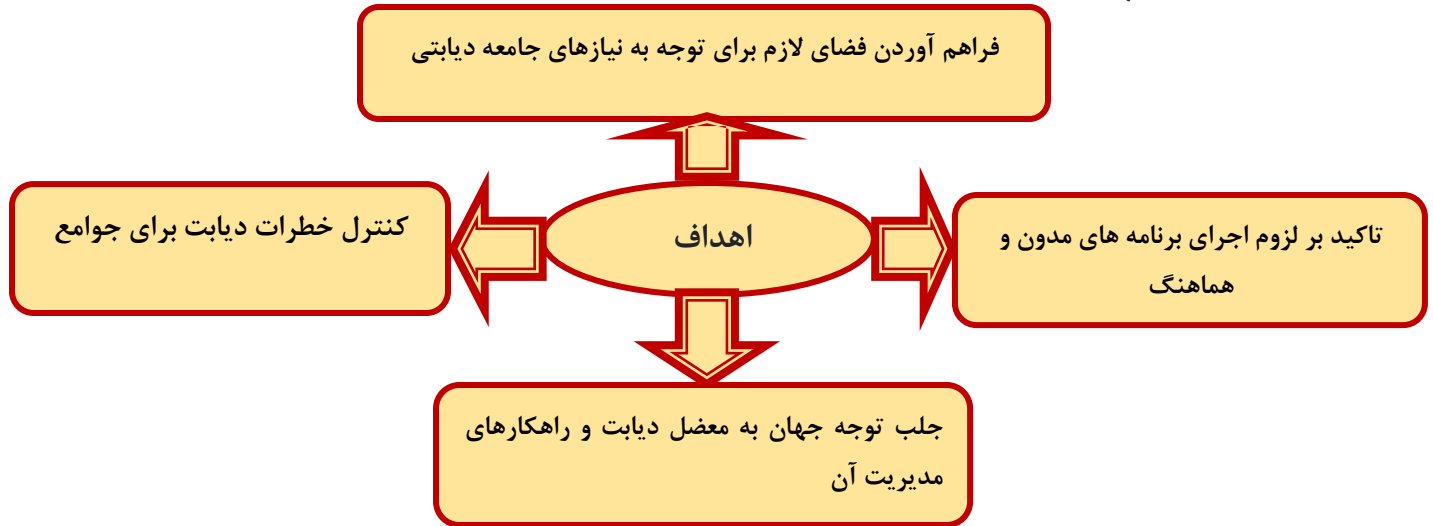 فراهم آوردن فضای لازم برای توجه به نیازهای جامعه دیابتی
کنترل خطرات دیابت برای جوامع
اهداف
تاکید بر لزوم اجرای برنامه های مدون و
هماهنگ
جلب توجه جهان به معضل دیابت و راهکارهای
مدیریت آن